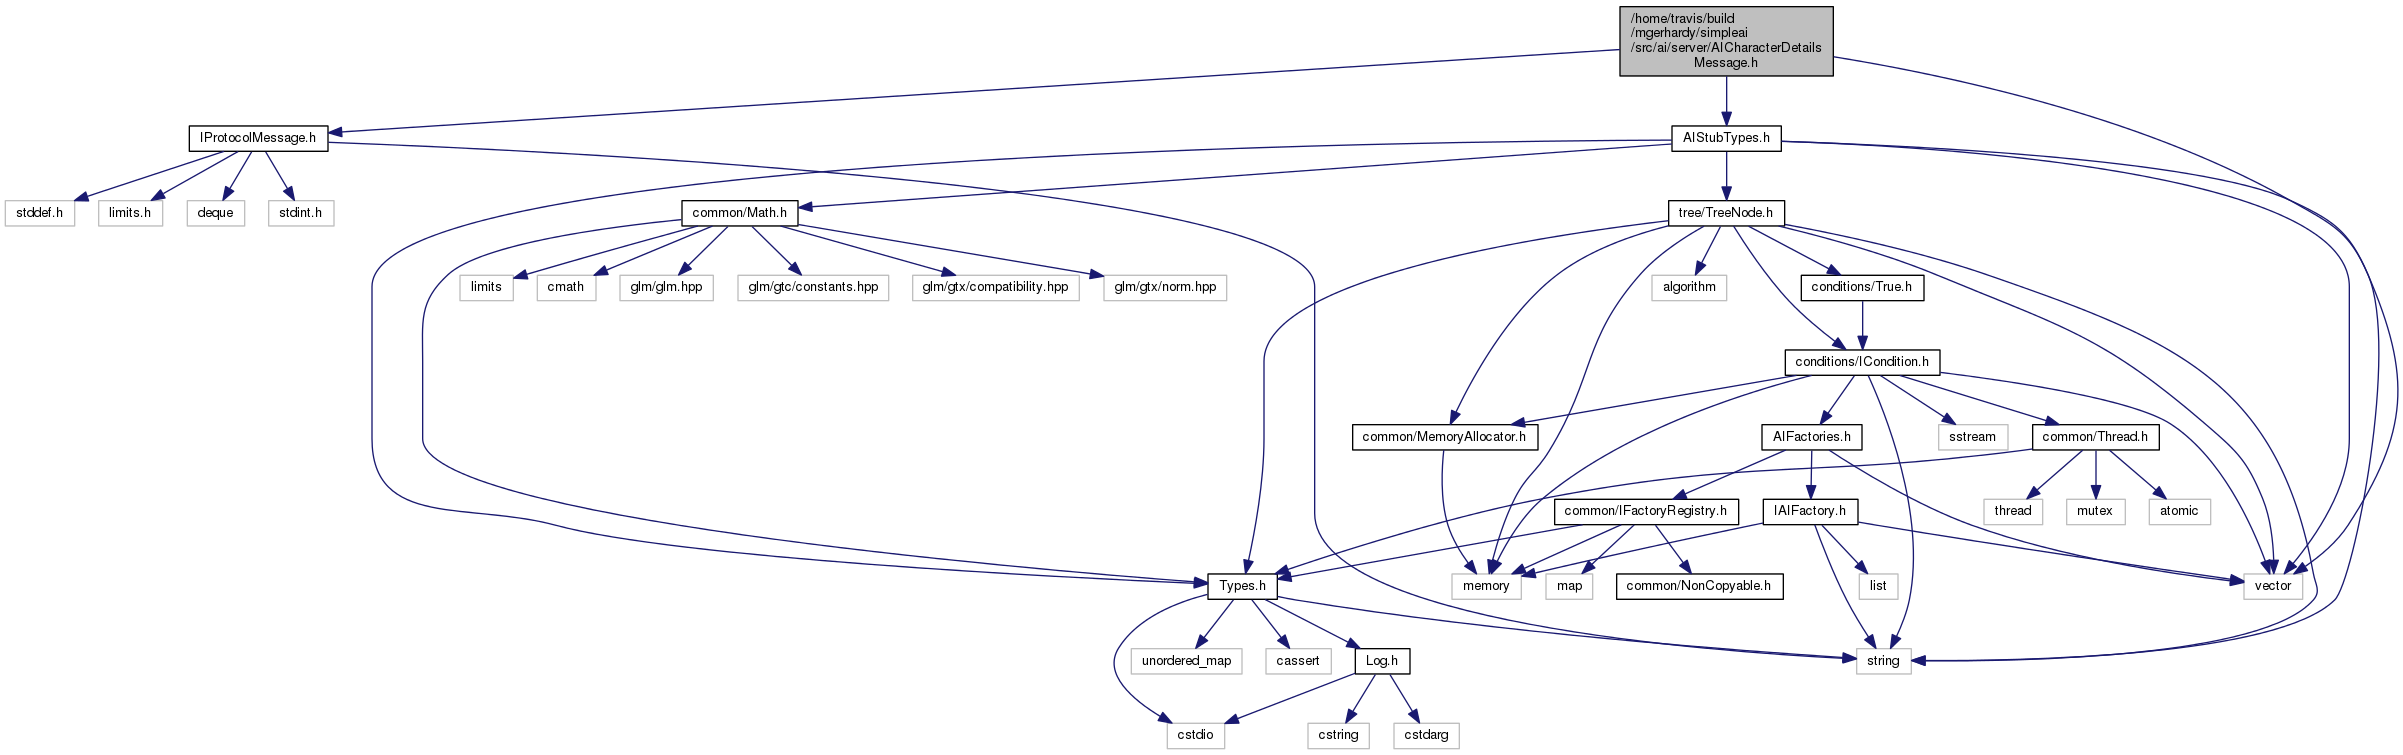 /home/travis/build
/mgerhardy/simpleai
/src/ai/server/AICharacterDetails
Message.h
IProtocolMessage.h
AIStubTypes.h
stddef.h
limits.h
deque
stdint.h
common/Math.h
tree/TreeNode.h
limits
cmath
glm/glm.hpp
glm/gtc/constants.hpp
glm/gtx/compatibility.hpp
glm/gtx/norm.hpp
algorithm
conditions/True.h
conditions/ICondition.h
common/MemoryAllocator.h
AIFactories.h
sstream
common/Thread.h
common/IFactoryRegistry.h
IAIFactory.h
thread
mutex
atomic
Types.h
memory
map
common/NonCopyable.h
list
vector
unordered_map
cassert
Log.h
string
cstdio
cstring
cstdarg